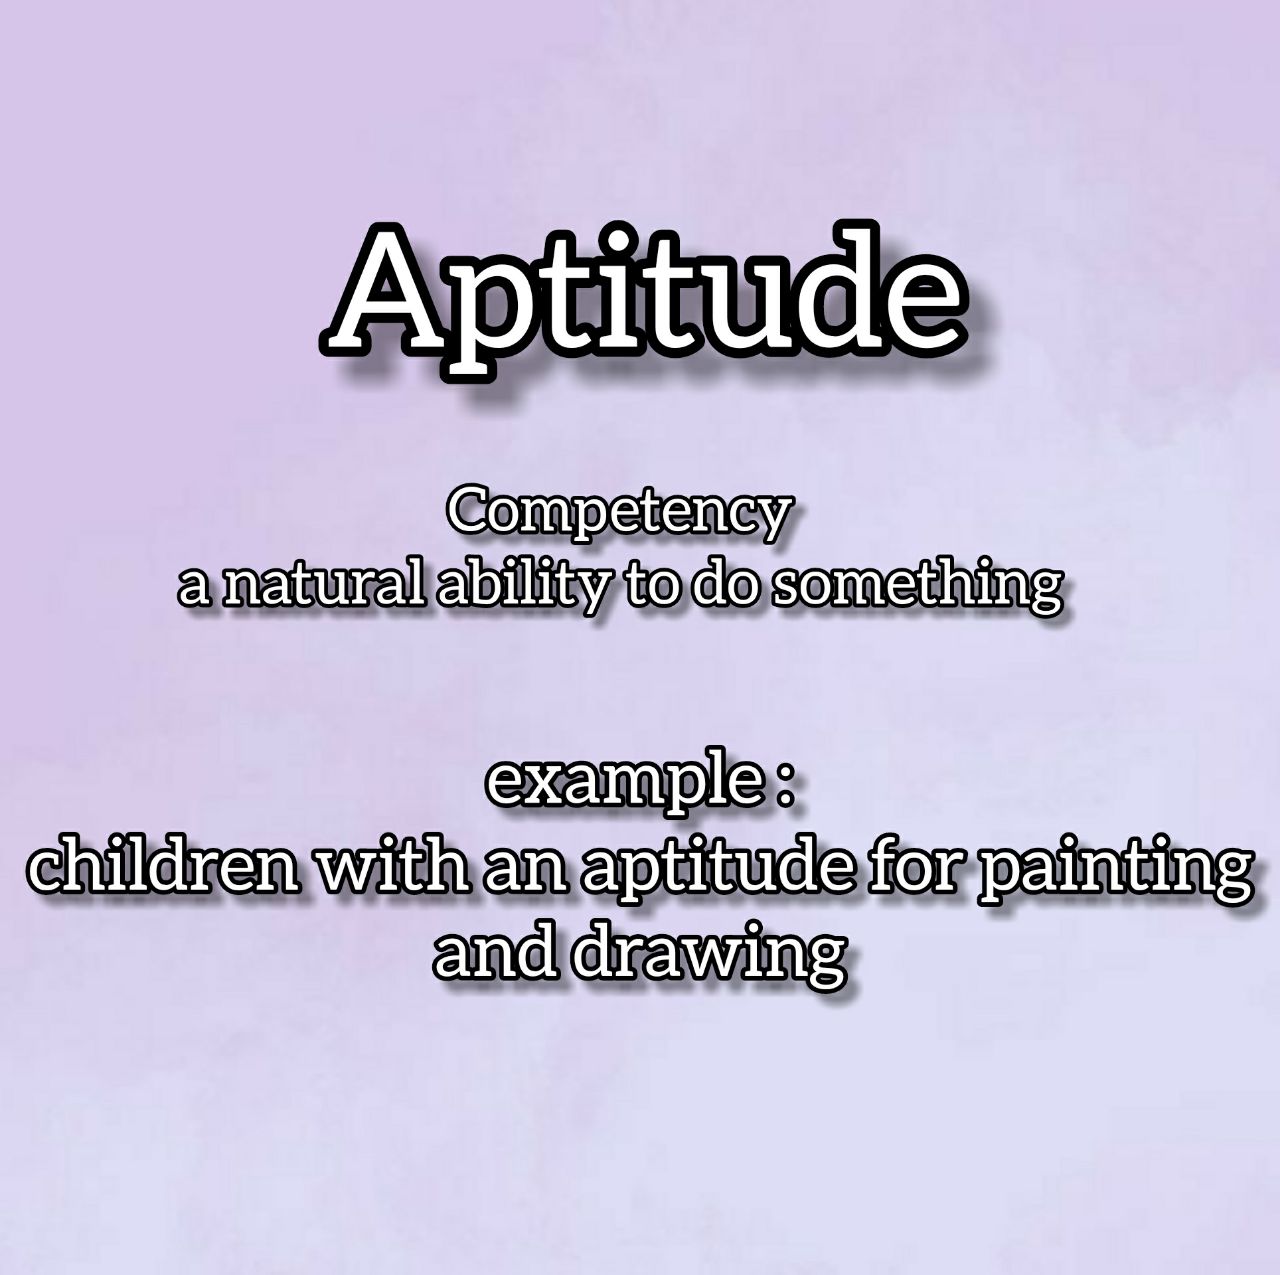 Aptitude
Competency
a natural ability to do something
example :
children with an aptitude for painting
and drawing